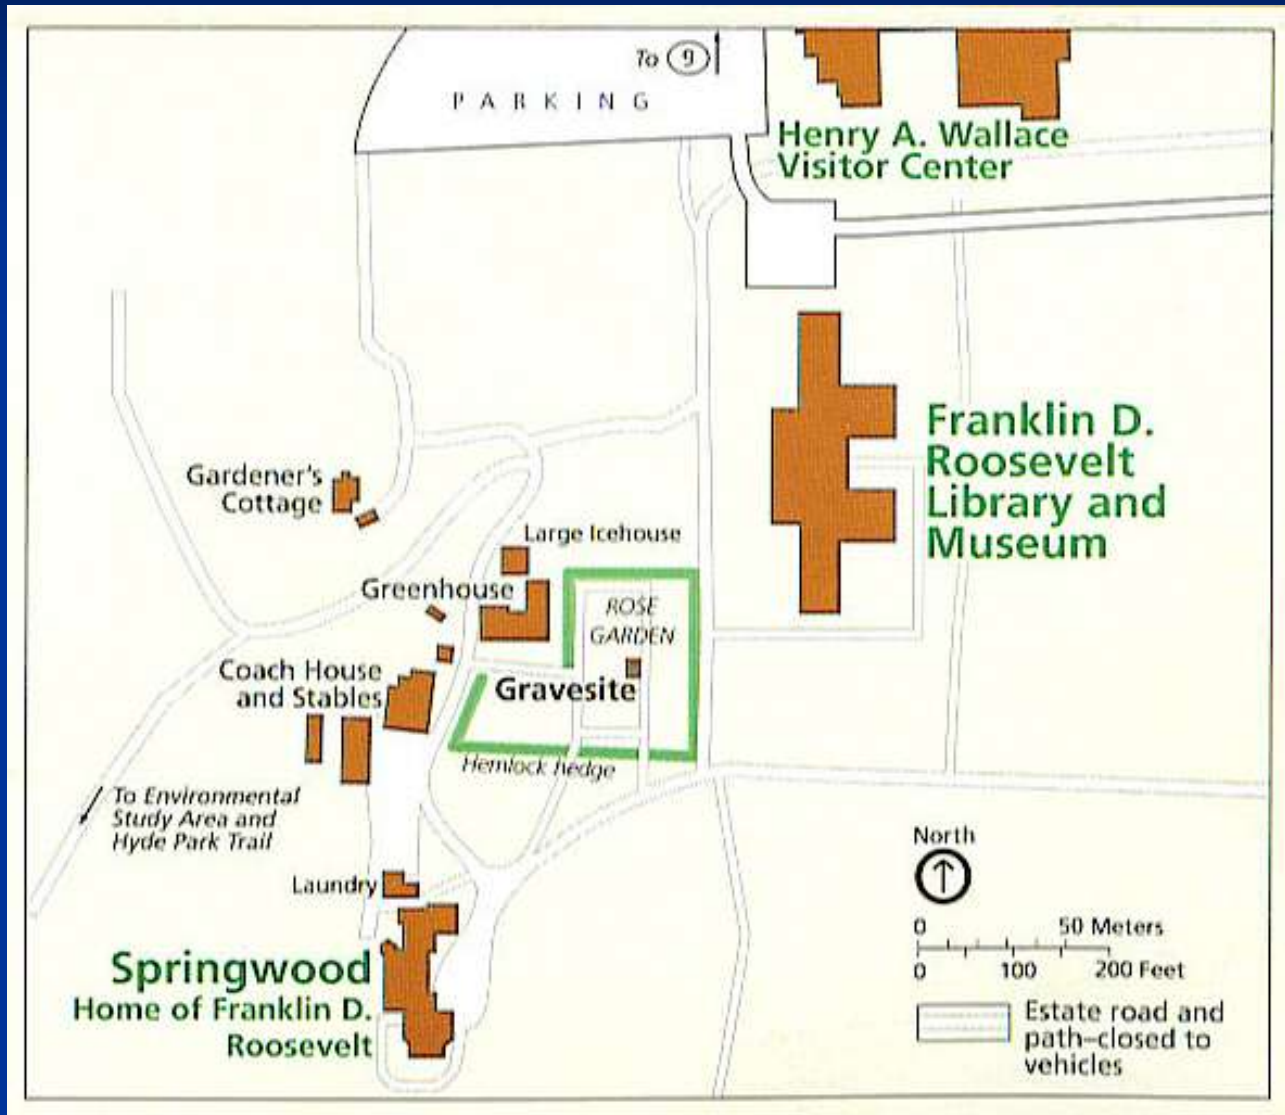 To 9
PARKING
Henry A. Wallace
Visitor Center
Franklin D.
Roosevelt
Library and
Museum
Gardener's
Cottage
Large Icehouse
Greenhouse
ROSE
GARDEN
Coach House
and Stables
Gravesite
Hemlock hedge
To Environmental
Study Area and
Hyde Park Trail
Laundry
Springwood
Home of Franklin D.
Roosevelt
North
0 50 Meters
0 100 200 Feet
Estate road and
path–closed to
vehicles